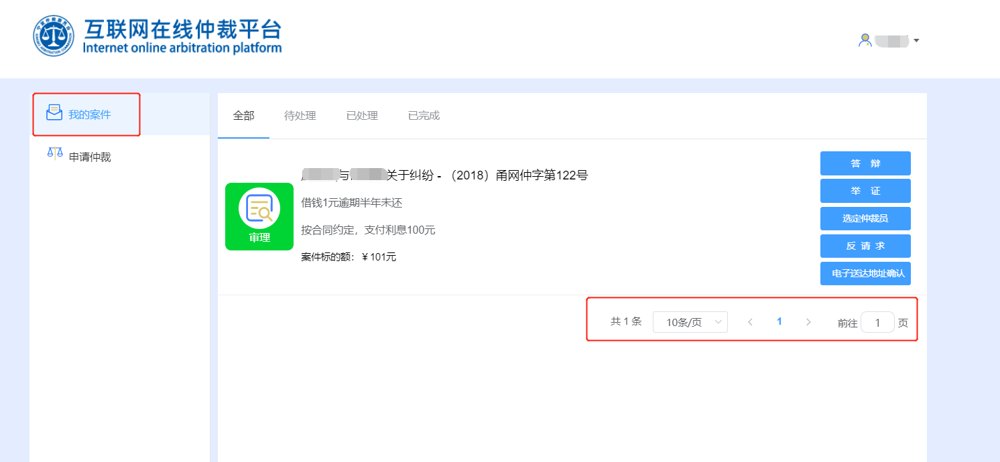 互联网在线仲裁平台
Internet online arbitration platform
我的案件
申请仲裁
全部 待处理 已处理 已完成
与 关于纠纷 - （2018）甬网仲字第122号
借钱1元逾期半年未还
按合同约定，支付利息100元
案件标的额：￥101元
审理
答 辩
举 证
选定仲裁员
反 请 求
电子送达地址确认
共 1 条 10条/页 1 前往 1 页